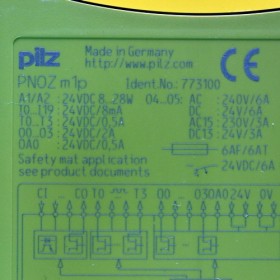 pilz Made in Germany
http://www.pilz.com CE
PNOZ m1p Ident.No.:773100
A1/A2 :24VDC 8..28W 04..05: AC :240V/6A
I0..I19 :24VDC/8mA DC :24V/6A
T0..T3 :24VDC/0,5A AC15 :230V/3A
O0..O3 :24VDC/2A DC13 :24V/3A
OA0 :24VDC/0,5A 6AF/6AT
Safety mat application 24VDC/6A
see product documents
CI _ CO T0 T3 O0 _ O3 OA0 24V 0V